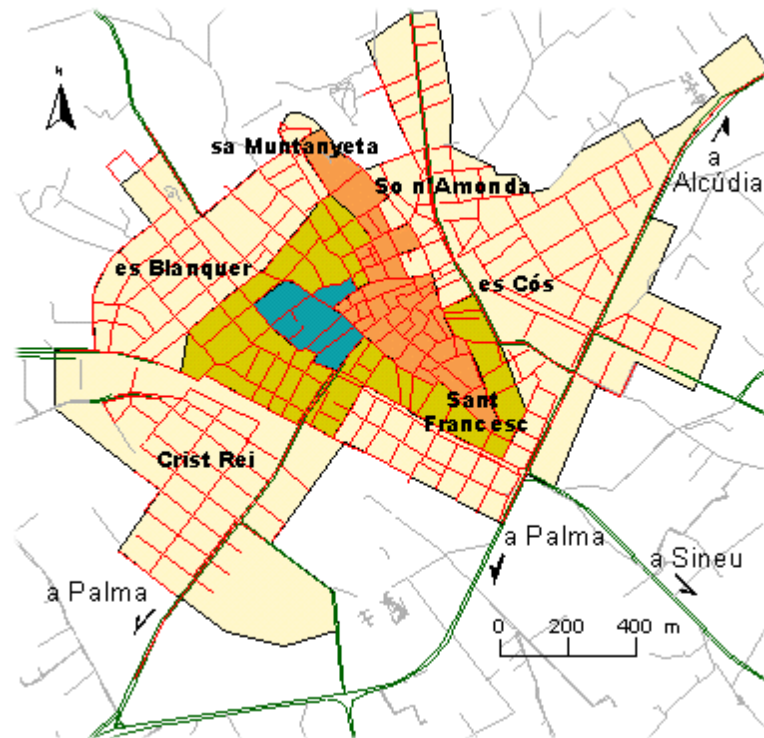 N
sa Muntanyeta
So n'Amonda
a
Alcúdia
es Blanquer
es Cós
Sant
Francesc
Crist Rei
a Palma
a Sineu
a Palma
0 200 400 m